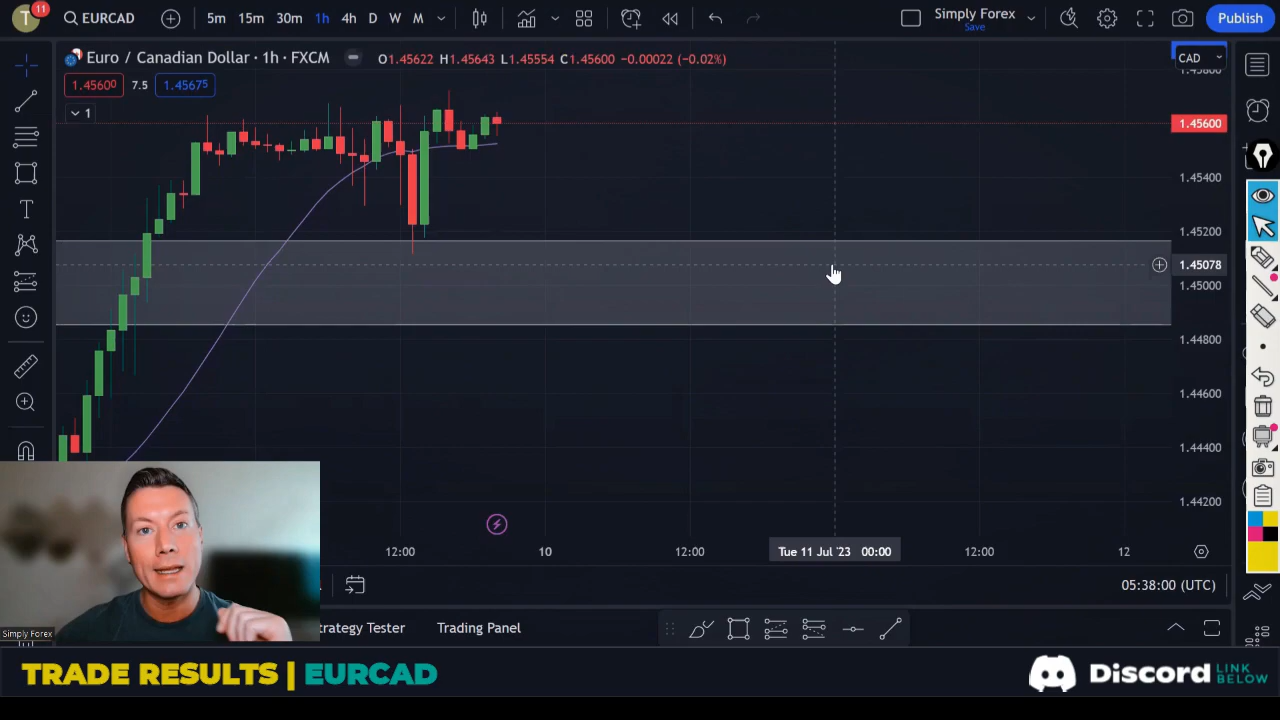 T
11
EURCAD
5m 15m 30m 1h 4h D W M
Simply Forex
Save
Publish
Euro / Canadian Dollar · 1h · FXCM
O1.45622 H1.45643 L1.45554 C1.45600 −0.00022 (−0.02%)
CAD
1.45600 7.5 1.45675
1
1.45600
1.45400
1.45200
1.45078
1.45000
1.44800
1.44600
1.44400
1.44200
12:00 10 12:00 Tue 11 Jul '23 00:00 12:00 12
05:38:00 (UTC)
trategy Tester Trading Panel
Simply Forex
TRADE RESULTS | EURCAD
Discord
LINK
BELOW